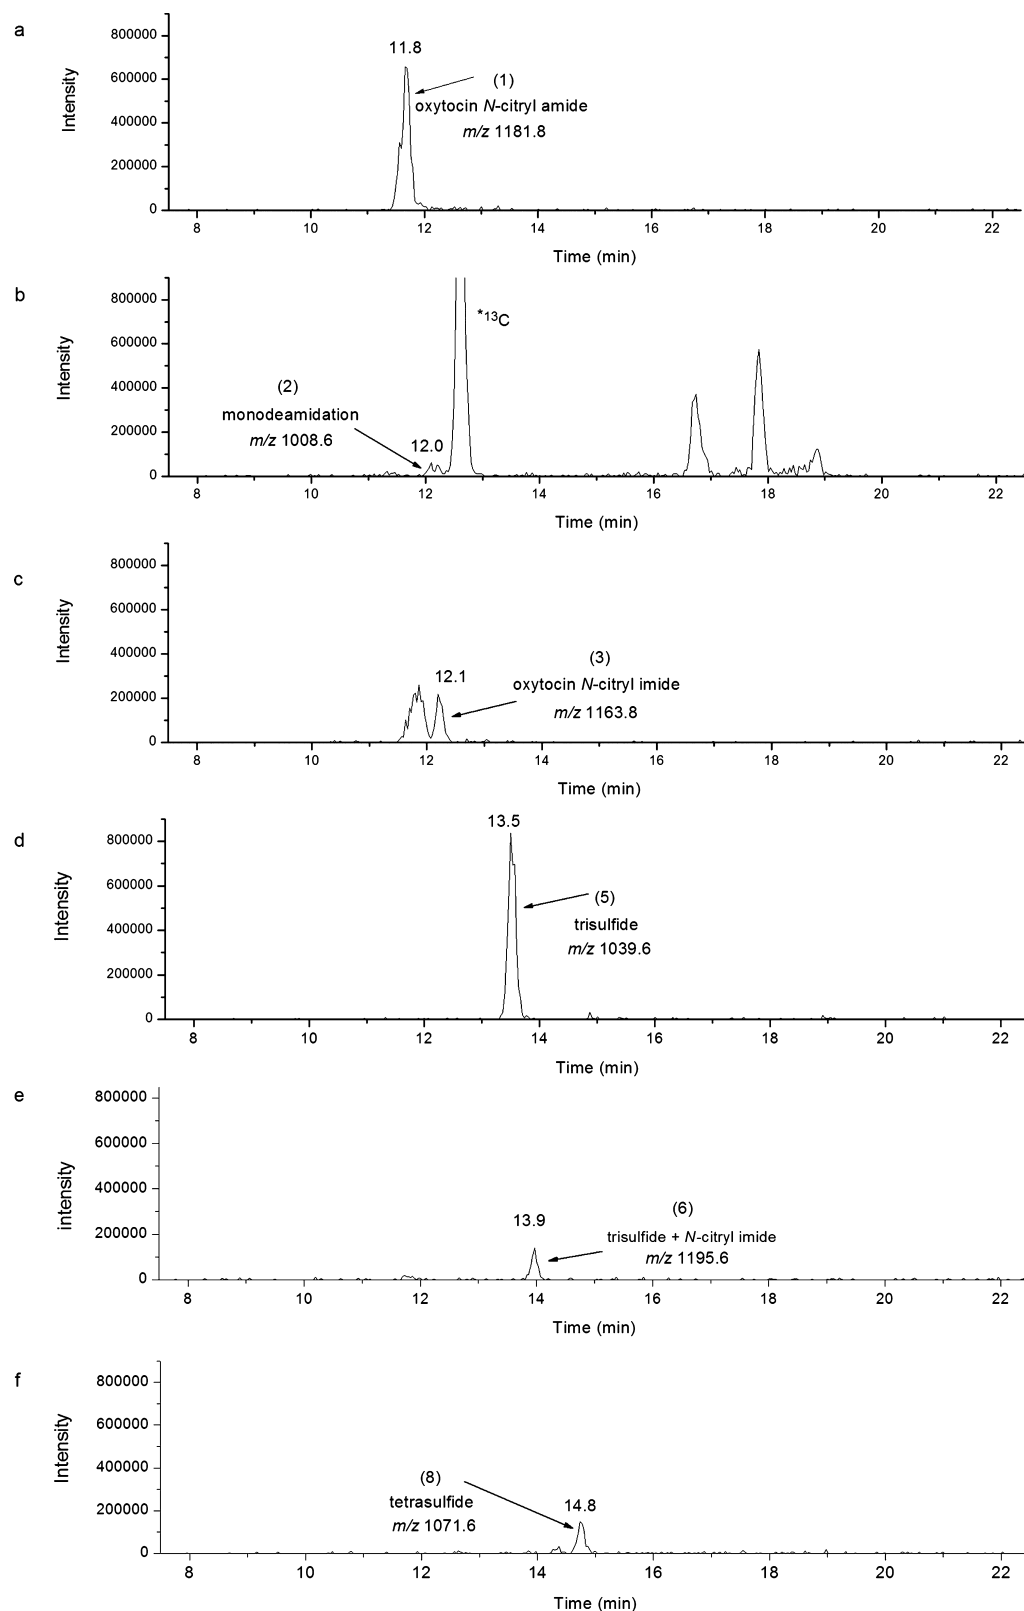 a
800000
600000
400000
200000
0
Intensity
11.8
(1)
oxytocin N-citryl amide
m/z 1181.8
8 10 12 14 16 18 20 22
Time (min)
b
800000
600000
400000
200000
0
Intensity
*13C
(2)
monodeamidation
m/z 1008.6
12.0
8 10 12 14 16 18 20 22
Time (min)
c
800000
600000
400000
200000
0
Intensity
12.1
(3)
oxytocin N-citryl imide
m/z 1163.8
8 10 12 14 16 18 20 22
Time (min)
d
800000
600000
400000
200000
0
Intensity
13.5
(5)
trisulfide
m/z 1039.6
8 10 12 14 16 18 20 22
Time (min)
e
800000
600000
400000
200000
0
intensity
13.9
(6)
trisulfide + N-citryl imide
m/z 1195.6
8 10 12 14 16 18 20 22
Time (min)
f
800000
600000
400000
200000
0
Intensity
(8)
tetrasulfide
m/z 1071.6
14.8
8 10 12 14 16 18 20 22
Time (min)